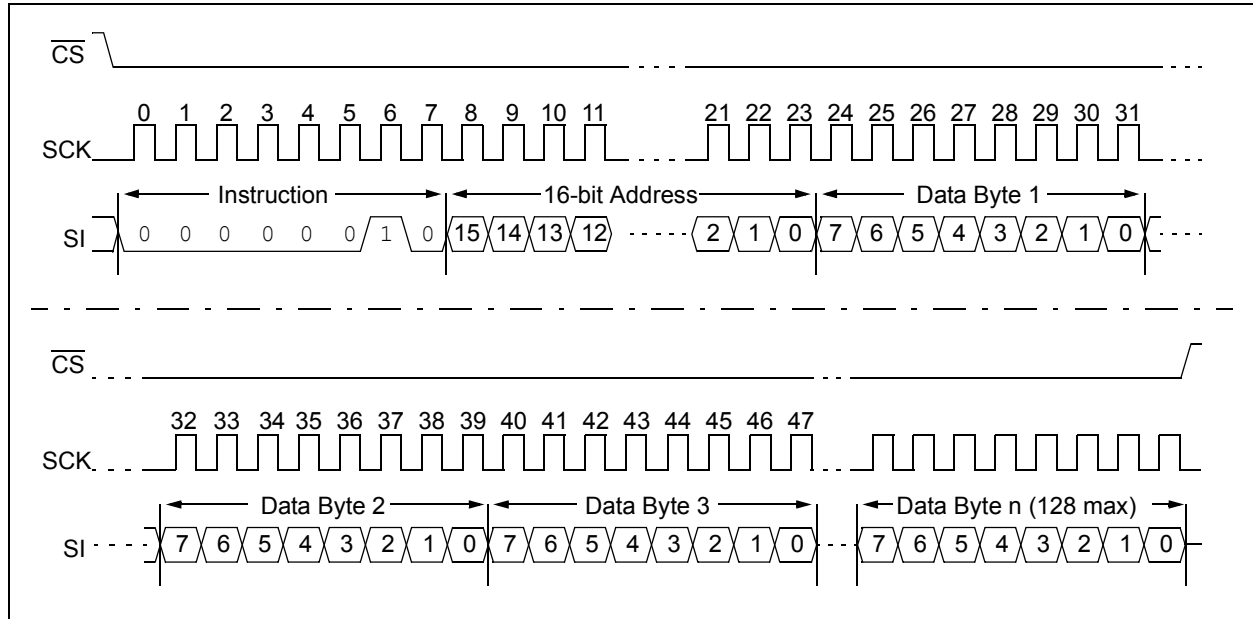 CS
0 1 2 3 4 5 6 7 8 9 10 11 21 22 23 24 25 26 27 28 29 30 31
SCK
Instruction 16-bit Address Data Byte 1
SI 0 0 0 0 0 0 1 0 15 14 13 12 2 1 0 7 6 5 4 3 2 1 0
CS
32 33 34 35 36 37 38 39 40 41 42 43 44 45 46 47
SCK
Data Byte 2 Data Byte 3 Data Byte n (128 max)
SI 7 6 5 4 3 2 1 0 7 6 5 4 3 2 1 0 7 6 5 4 3 2 1 0